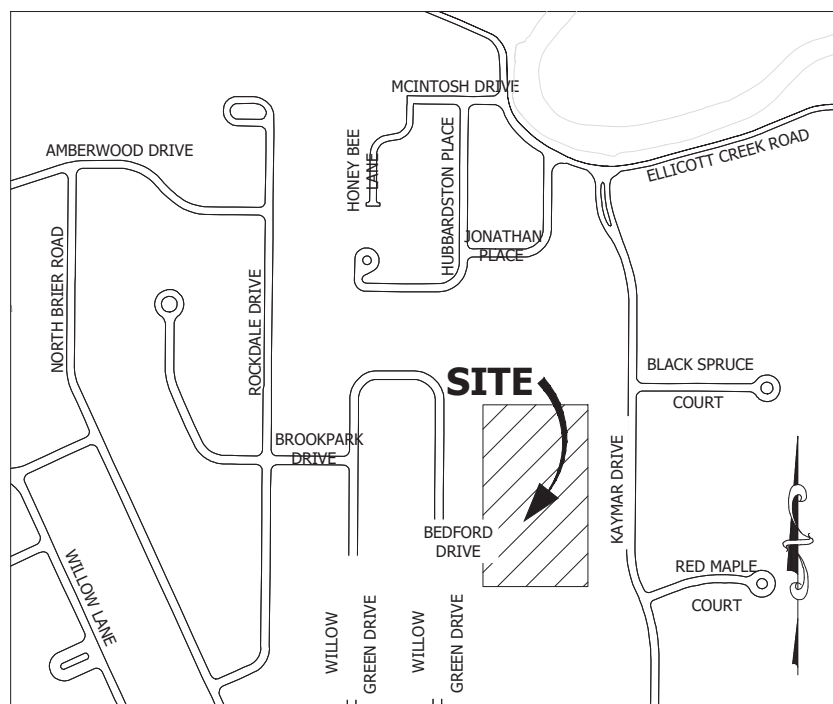 MCINTOSH DRIVE
ELLICOTT CREEK ROAD
AMBERWOOD DRIVE
HONEY BEE
LANE
HUBBARDSTON PLACE
JONATHAN
PLACE
NORTH BRIER ROAD
ROCKDALE DRIVE
SITE
BLACK SPRUCE
COURT
BROOKPARK
DRIVE
KAYMAR DRIVE
BEDFORD
DRIVE
WILLOW LANE
RED MAPLE
COURT
WILLOW
GREEN DRIVE
WILLOW
GREEN DRIVE